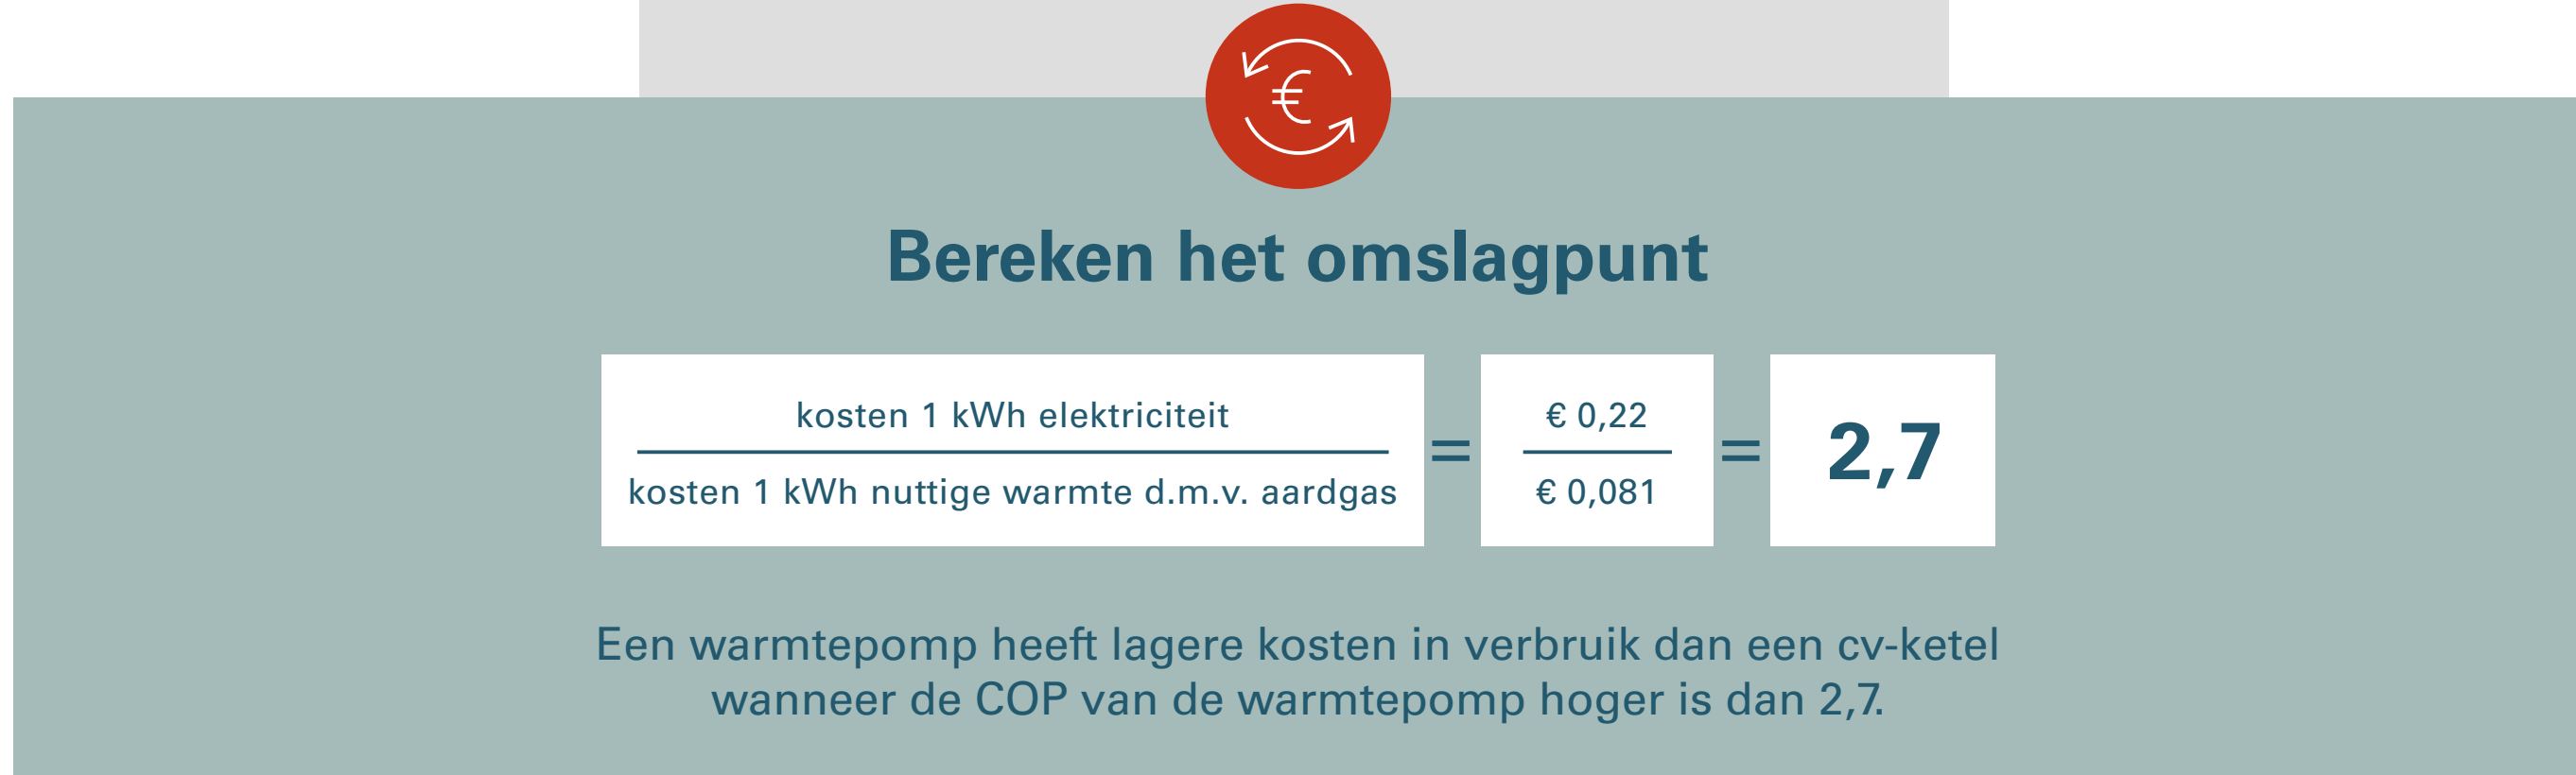 €
Bereken het omslagpunt
kosten 1 kWh elektriciteit
kosten 1 kWh nuttige warmte d.m.v. aardgas
=
€ 0,22
€ 0,081
=
2,7
Een warmtepomp heeft lagere kosten in verbruik dan een cv-ketel
wanneer de COP van de warmtepomp hoger is dan 2,7.